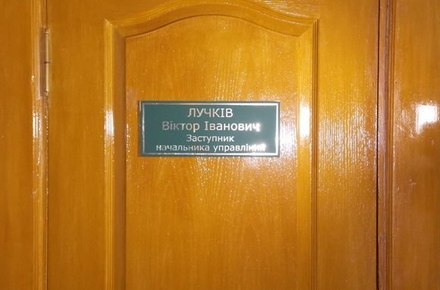 ЛУЧКІВ
Віктор Іванович
Заступник
начальника управління